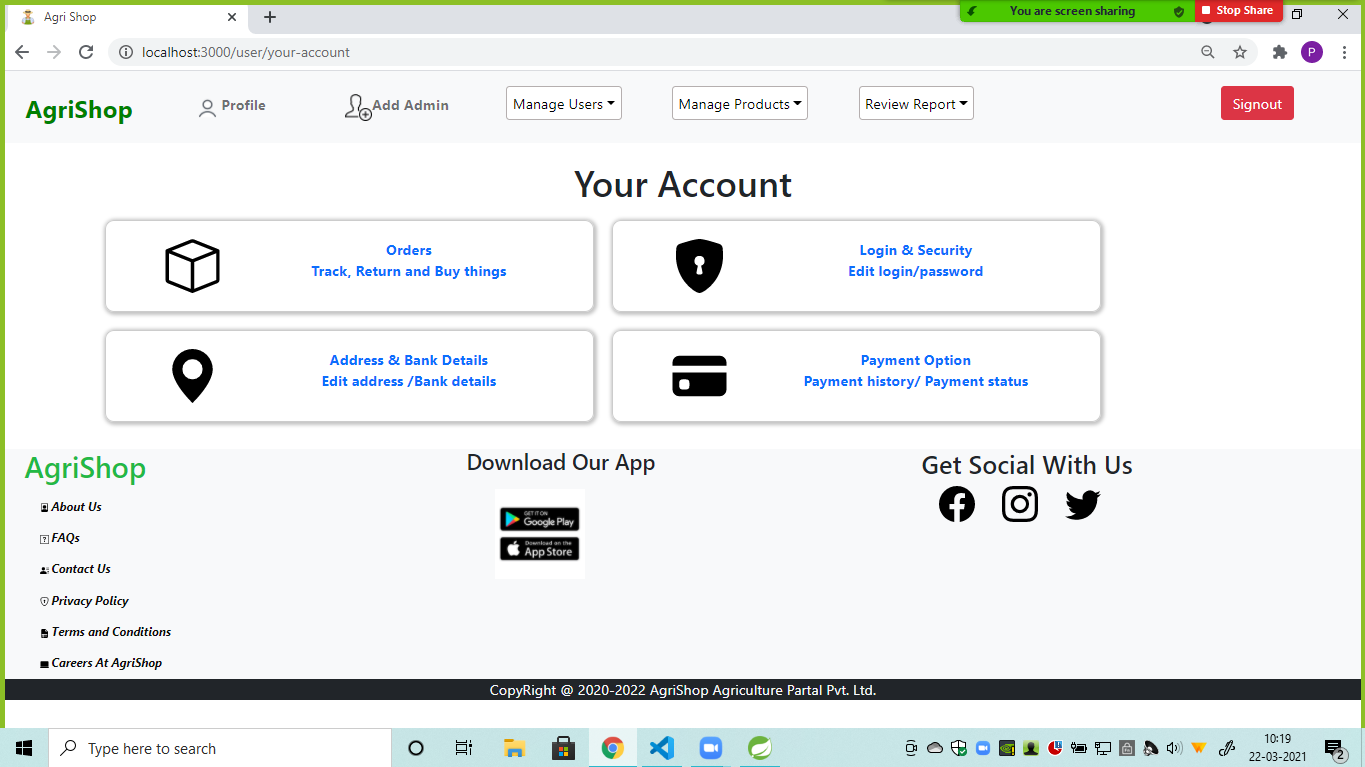 Agri Shop
You are screen sharing
Stop Share
localhost:3000/user/your-account
P
AgriShop
Profile
Add Admin
Manage Users
Manage Products
Review Report
Signout
Your Account
Orders
Track, Return and Buy things
Login & Security
Edit login/password
Address & Bank Details
Edit address /Bank details
Payment Option
Payment history/ Payment status
AgriShop
About Us
FAQs
Contact Us
Privacy Policy
Terms and Conditions
Careers At AgriShop
Download Our App
GET IT ON
Google Play
Download on the
App Store
Get Social With Us
CopyRight @ 2020-2022 AgriShop Agriculture Partal Pvt. Ltd.
Type here to search
10:19
22-03-2021
2